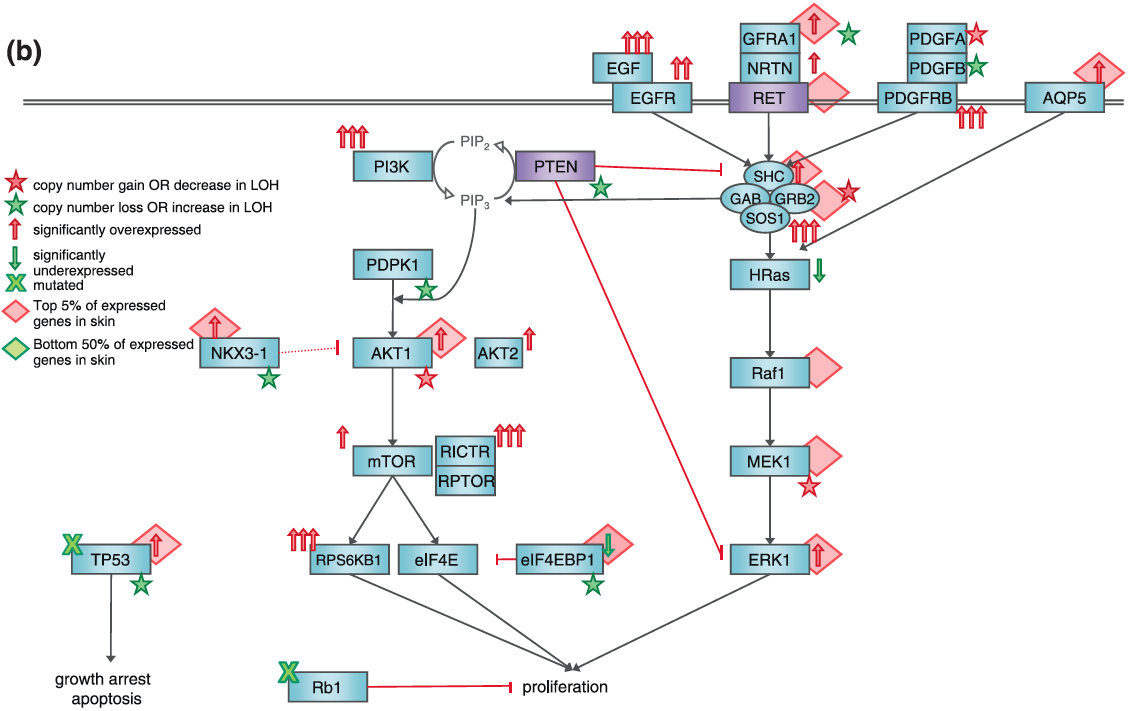 (b)
GFRA1
PDGFA
EGF
NRTN
PDGFB
EGFR
RET
PDGFRB
AQP5
PIP2
PI3K
PTEN
SHC
GAB
GRB2
PIP3
SOS1
copy number gain OR decrease in LOH
copy number loss OR increase in LOH
significantly overexpressed
significantly
underexpressed
mutated
Top 5% of expressed
genes in skin
Bottom 50% of expressed
genes in skin
PDPK1
HRas
NKX3-1
AKT1
AKT2
Raf1
mTOR
RICTR
RPTOR
MEK1
TP53
RPS6KB1
eIF4E
eIF4EBP1
ERK1
growth arrest
apoptosis
Rb1
proliferation